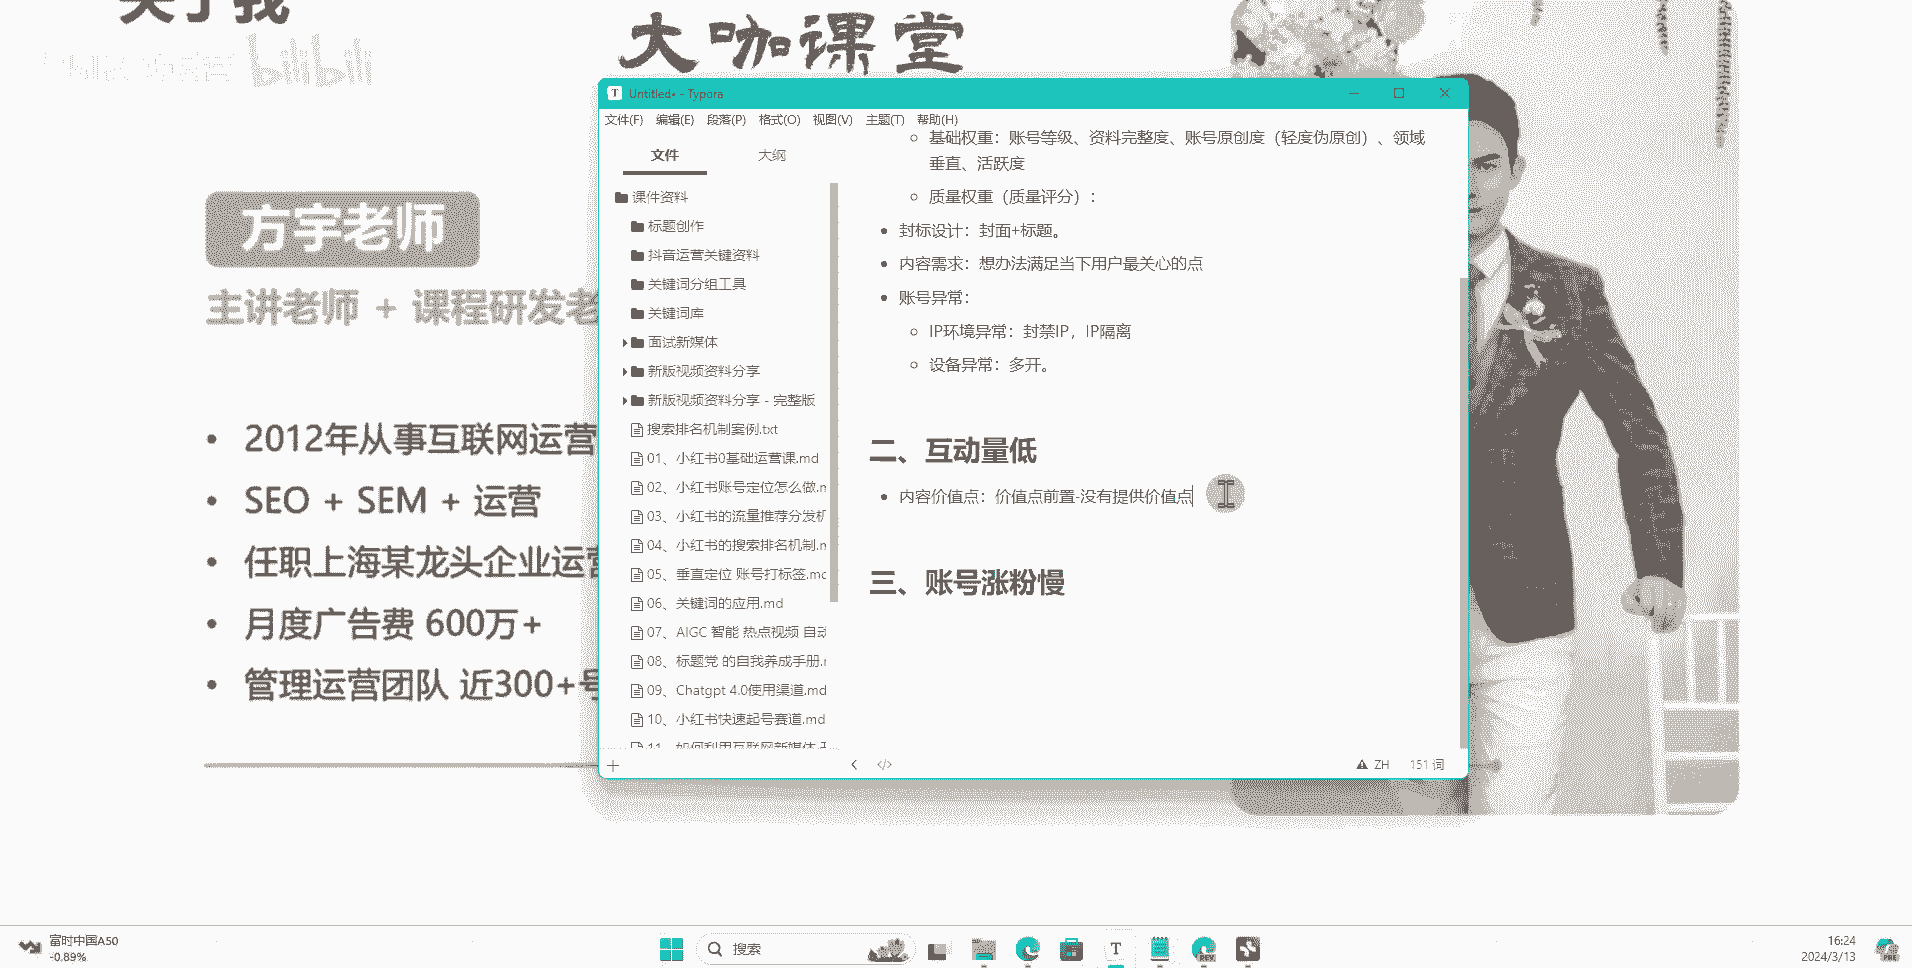 关于我
bilibili
大咖课堂
方宇老师
主讲老师 + 课程研发老
2012年从事互联网运营
SEO + SEM + 运营
任职上海某龙头企业运营
月度广告费 600万+
管理运营团队 近300+号
Untitled• - Typora
文件(F) 编辑(E) 段落(P) 格式(O) 视图(V) 主题(T) 帮助(H)
文件 大纲
课件资料
标题创作
抖音运营关键资料
关键词分组工具
关键词库
面试新媒体
新版视频资料分享
新版视频资料分享 - 完整版
搜索排名机制案例.txt
01、小红书0基础运营课.md
02、小红书账号定位怎么做.m
03、小红书的流量推荐分发机
04、小红书的搜索排名机制.m
05、垂直定位 账号打标签.md
06、关键词的应用.md
07、AIGC 智能 热点视频 自动
08、标题党 的自我养成手册.m
09、Chatgpt 4.0使用渠道.md
10、小红书快速起号赛道.md
11、如何利用互联网新媒体
基础权重：账号等级、资料完整度、账号原创度（轻度伪原创）、领域
垂直、活跃度
质量权重（质量评分）：
封标设计：封面+标题。
内容需求：想办法满足当下用户最关心的点
账号异常：
IP环境异常：封禁IP，IP隔离
设备异常：多开。
二、互动量低
内容价值点：价值点前置-没有提供价值点
三、账号涨粉慢
ZH 151 词
富时中国A50
-0.89%
搜索
16:24
2024/3/13